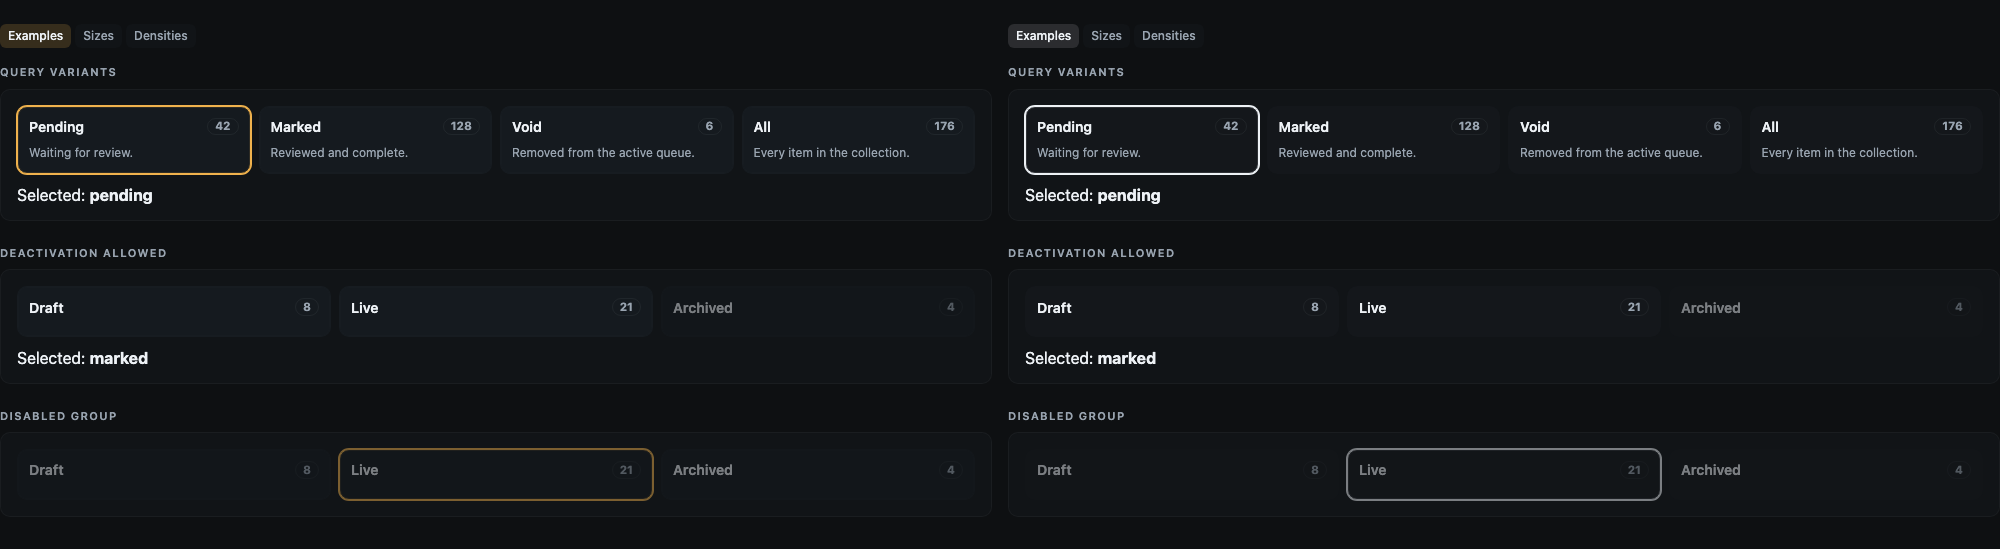 Examples Sizes Densities
QUERY VARIANTS
Pending 42 Marked 128 Void 6 All 176
Waiting for review. Reviewed and complete. Removed from the active queue. Every item in the collection.
Selected: pending
DEACTIVATION ALLOWED
Draft 8 Live 21 Archived 4
Selected: marked
DISABLED GROUP
Draft 8 Live 21 Archived 4
Examples Sizes Densities
QUERY VARIANTS
Pending 42 Marked 128 Void 6 All 176
Waiting for review. Reviewed and complete. Removed from the active queue. Every item in the collection.
Selected: pending
DEACTIVATION ALLOWED
Draft 8 Live 21 Archived 4
Selected: marked
DISABLED GROUP
Draft 8 Live 21 Archived 4